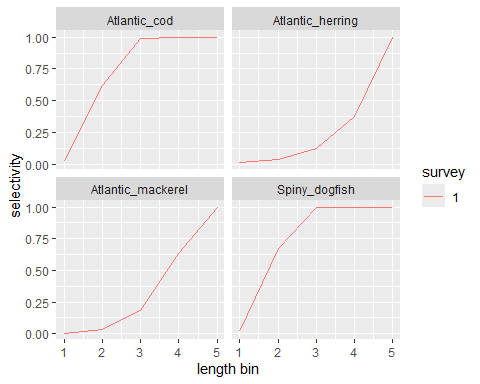 Atlantic_cod
Atlantic_herring
1.00
0.75
0.50
0.25
0.00
Atlantic_mackerel
Spiny_dogfish
1.00
0.75
0.50
0.25
0.00
1 2 3 4 5
1 2 3 4 5
length bin
selectivity
survey
1